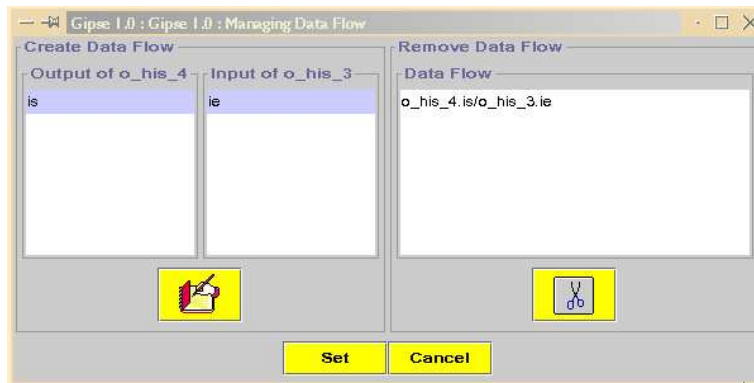 Gipse 1.0 : Gipse 1.0 : Managing Data Flow
Create Data Flow
Remove Data Flow
Output of o_his_4
Input of o_his_3
Data Flow
is
ie
o_his_4.is/o_his_3.ie
Set
Cancel